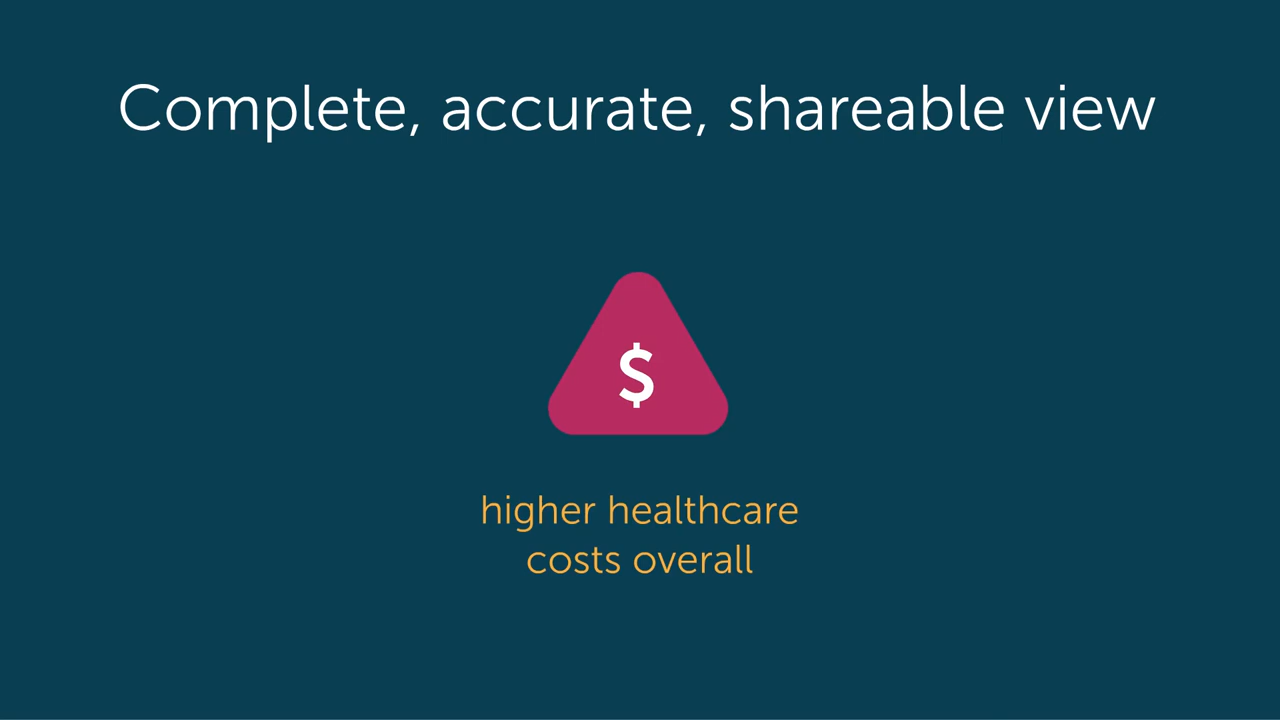 Complete, accurate, shareable view
$
higher healthcare
costs overall